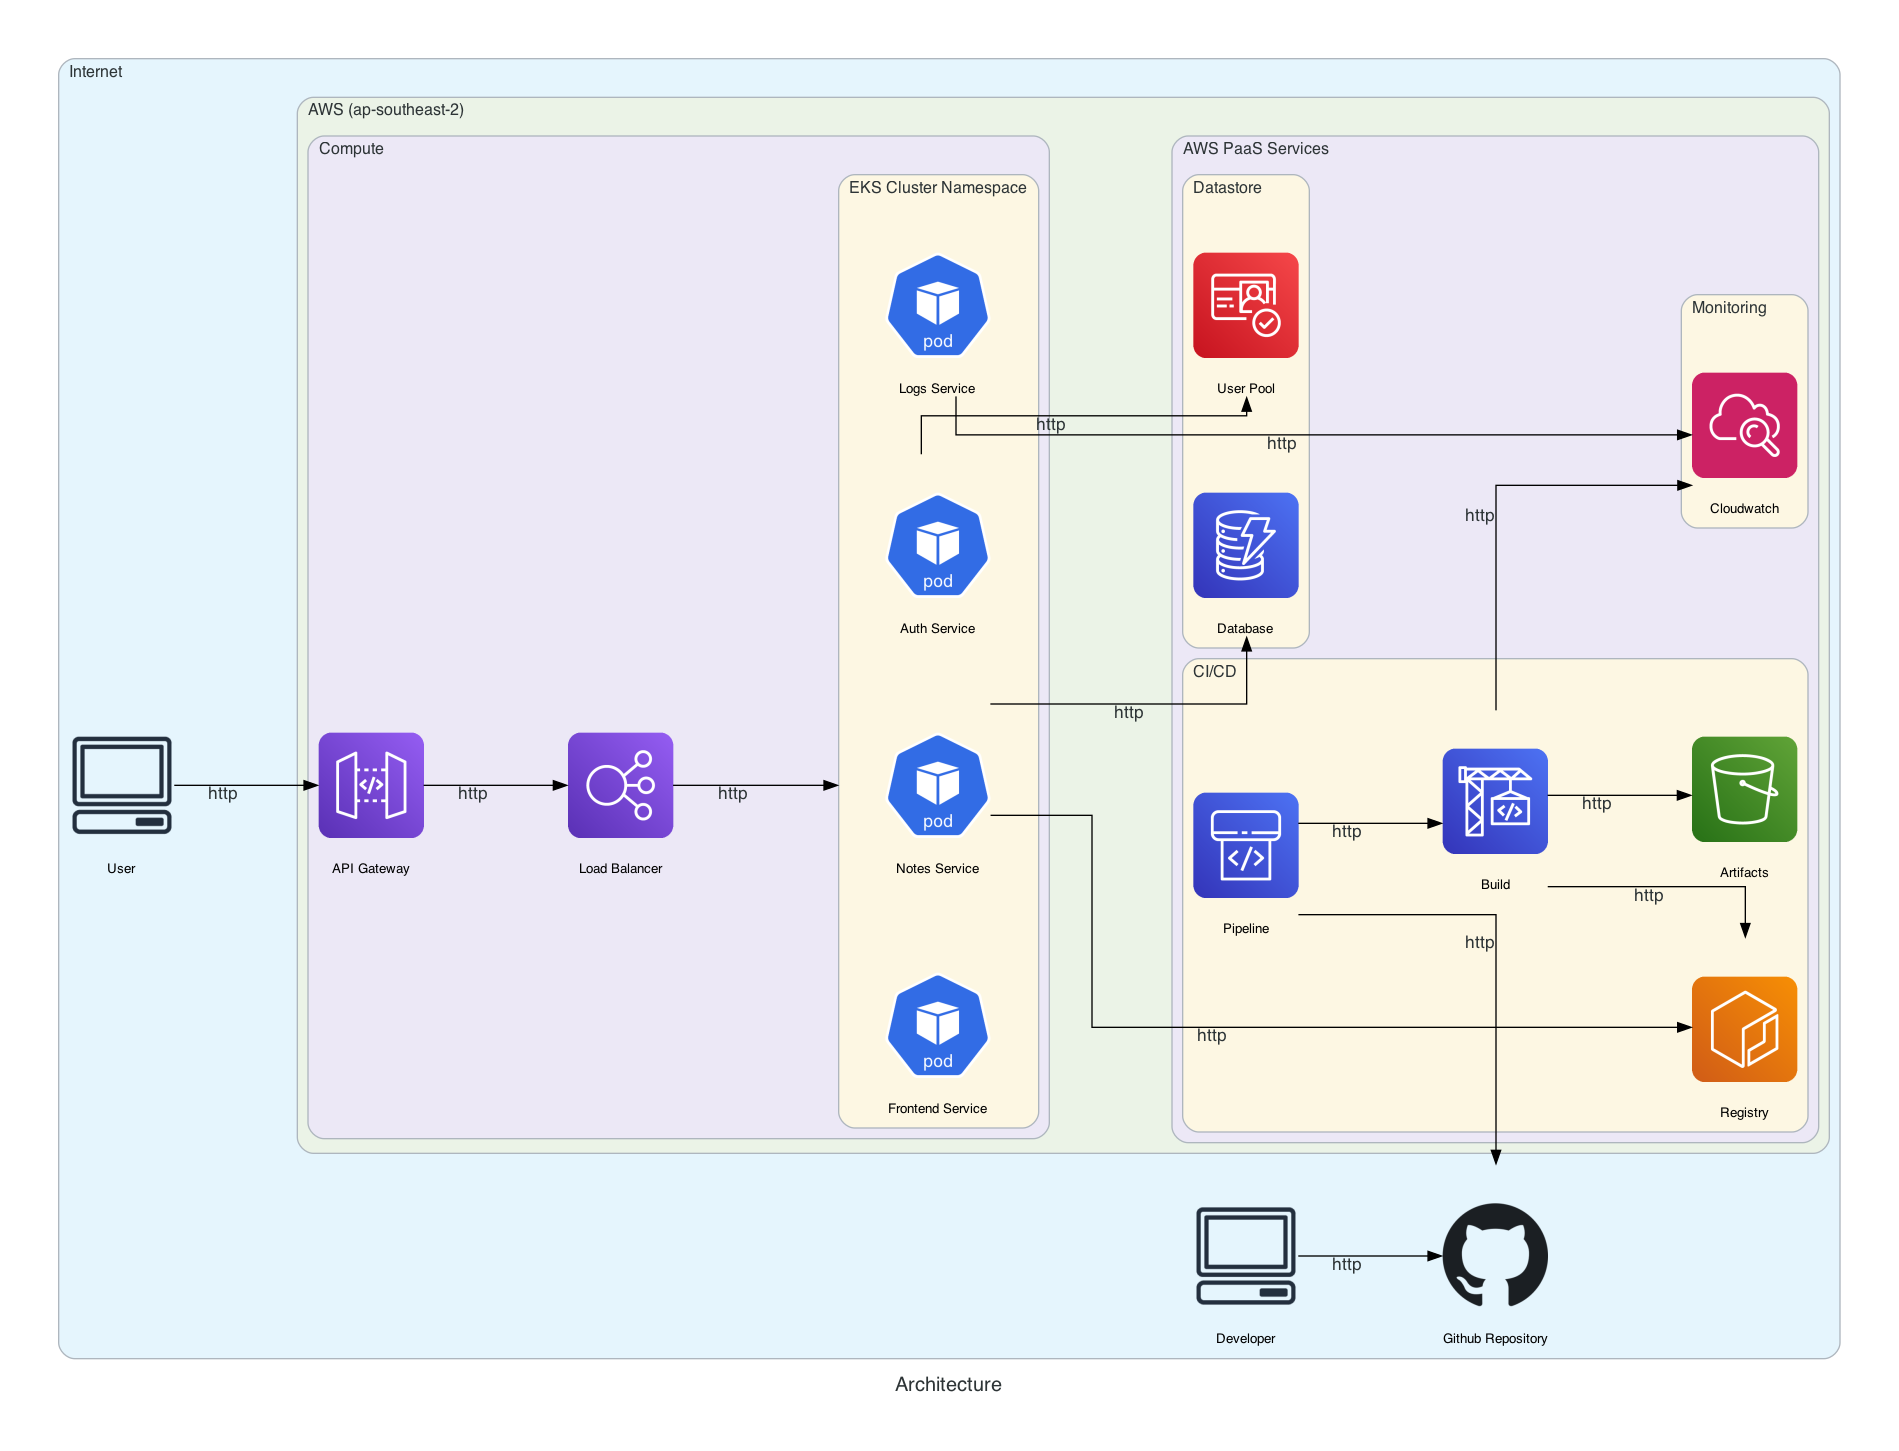 Internet
AWS (ap-southeast-2)
Compute
AWS PaaS Services
EKS Cluster Namespace
Datastore
Monitoring
pod
Logs Service
User Pool
http
http
Cloudwatch
http
pod
Auth Service
Database
CI/CD
http
User
http
API Gateway
http
Load Balancer
http
pod
Notes Service
Pipeline
http
Build
http
Artifacts
http
http
http
Registry
pod
Frontend Service
Developer
http
Github Repository
Architecture